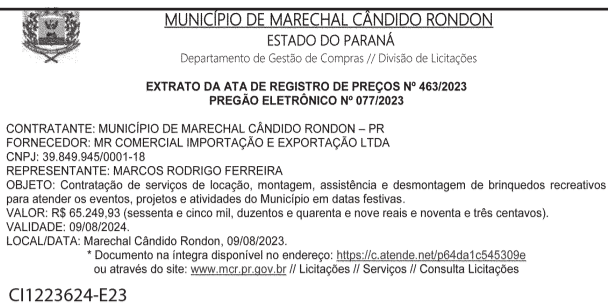 MUNICÍPIO DE MARECHAL CÂNDIDO RONDON
ESTADO DO PARANÁ
Departamento de Gestão de Compras // Divisão de Licitações
EXTRATO DA ATA DE REGISTRO DE PREÇOS Nº 463/2023
PREGÃO ELETRÔNICO Nº 077/2023
CONTRATANTE: MUNICÍPIO DE MARECHAL CÂNDIDO RONDON – PR
FORNECEDOR: MR COMERCIAL IMPORTAÇÃO E EXPORTAÇÃO LTDA
CNPJ: 39.849.945/0001-18
REPRESENTANTE: MARCOS RODRIGO FERREIRA
OBJETO: Contratação de serviços de locação, montagem, assistência e desmontagem de brinquedos recreativos
para atender os eventos, projetos e atividades do Município em datas festivas.
VALOR: R$ 65.249,93 (sessenta e cinco mil, duzentos e quarenta e nove reais e noventa e três centavos).
VALIDADE: 09/08/2024.
LOCAL/DATA: Marechal Cândido Rondon, 09/08/2023.
* Documento na íntegra disponível no endereço: https://c.atende.net/p64da1c545309e
ou através do site: www.mcr.pr.gov.br // Licitações // Serviços // Consulta Licitações
CI1223624-E23